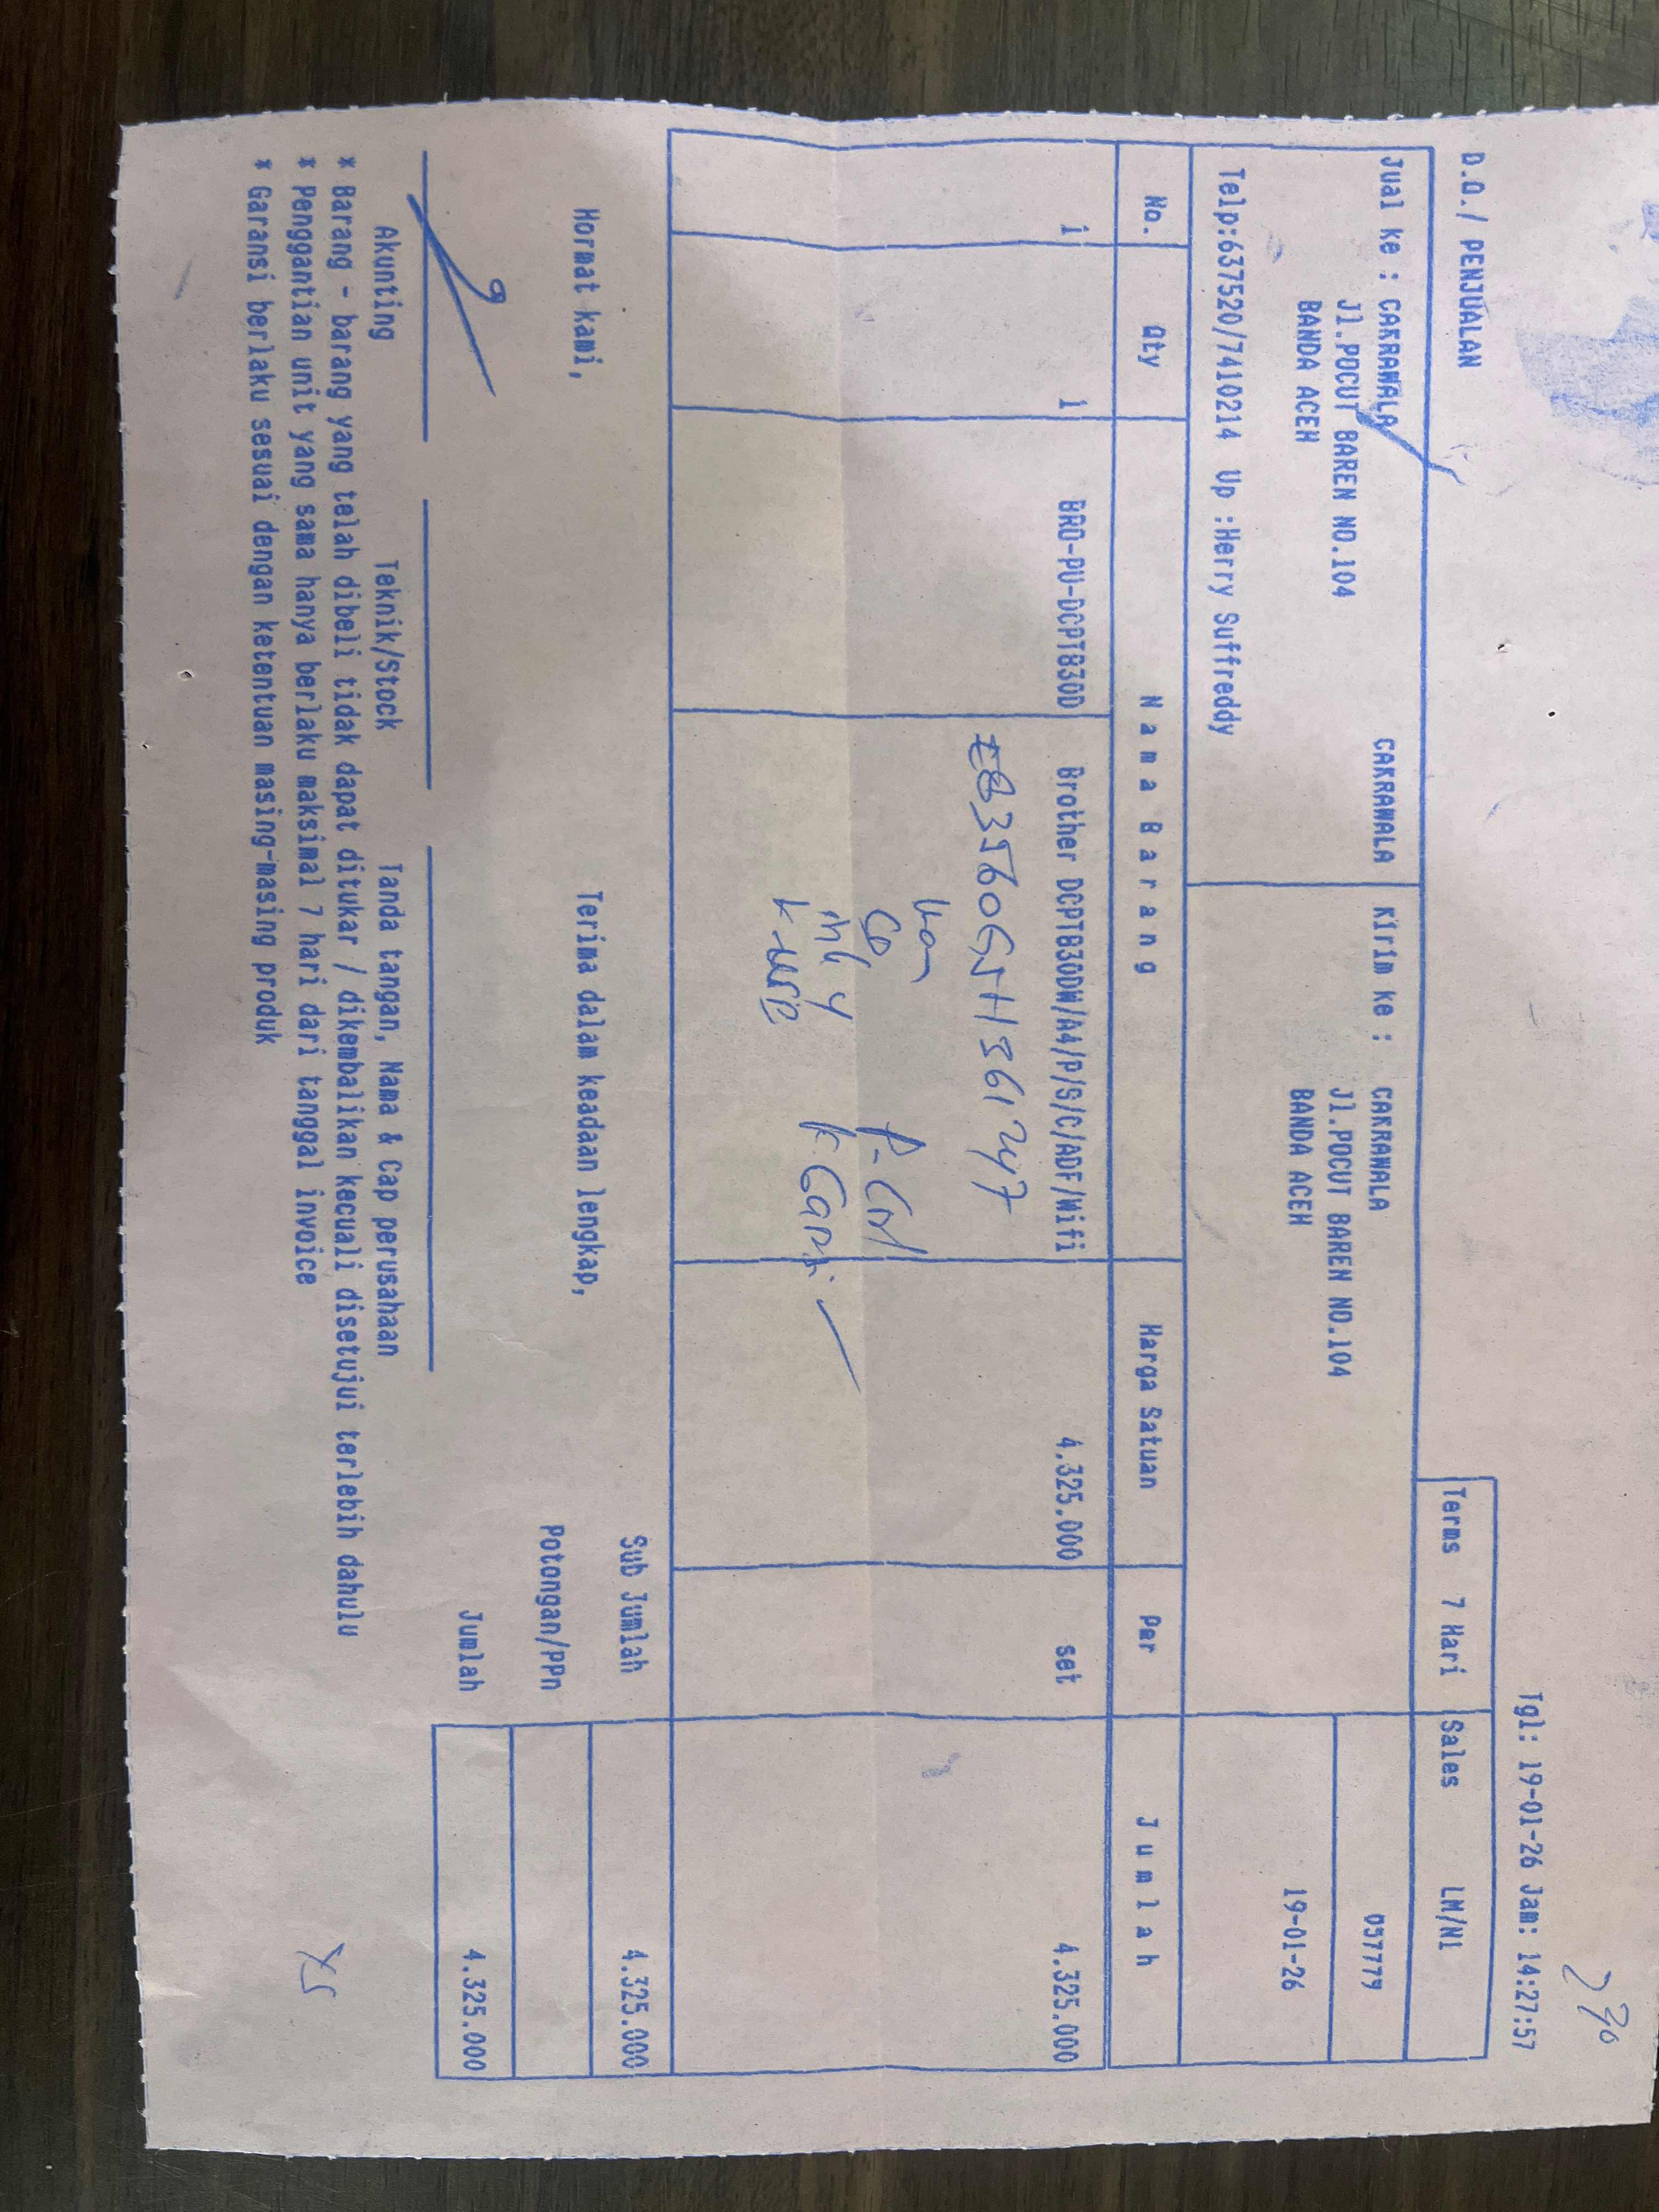 Tgl: 19-01-26 Jam: 14:27:57
D.O./ PENJUALAN
Terms 7 Hari Sales LM/N1
Jual ke : CAKRAWALA CAKRAWALA Kirim ke : CAKRAWALA 057779
Jl.POCUT BAREN NO.104 Jl.POCUT BAREN NO.104
BANDA ACEH BANDA ACEH 19-01-26
Telp:637520/7410214 Up :Herry Suffreddy
No. Qty Nama Barang Harga Satuan Per Jumlah
1 1 BRO-PU-DCPT830D Brother DCPT830DW/A4/P/S/C/ADF/Wifi 4.325.000 set 4.325.000
CD
ink 4
Sub Jumlah 4.325.000
Hormat kami, Terima dalam keadaan lengkap,
Potongan/PPn
Jumlah 4.325.000
Akunting Teknik/Stock Tanda tangan, Nama & Cap perusahaan
* Barang - barang yang telah dibeli tidak dapat ditukar / dikembalikan kecuali disetujui terlebih dahulu
* Penggantian unit yang sama hanya berlaku maksimal 7 hari dari tanggal invoice
* Garansi berlaku sesuai dengan ketentuan masing-masing produk